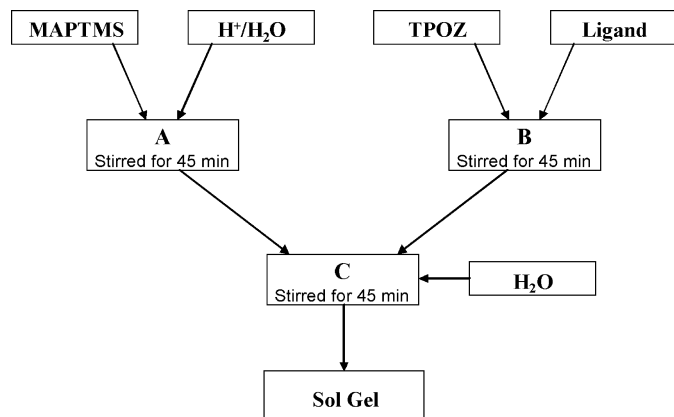 MAPTMS
H⁺/H₂O
TPOZ
Ligand
A
Stirred for 45 min
B
Stirred for 45 min
C
Stirred for 45 min
H₂O
Sol Gel